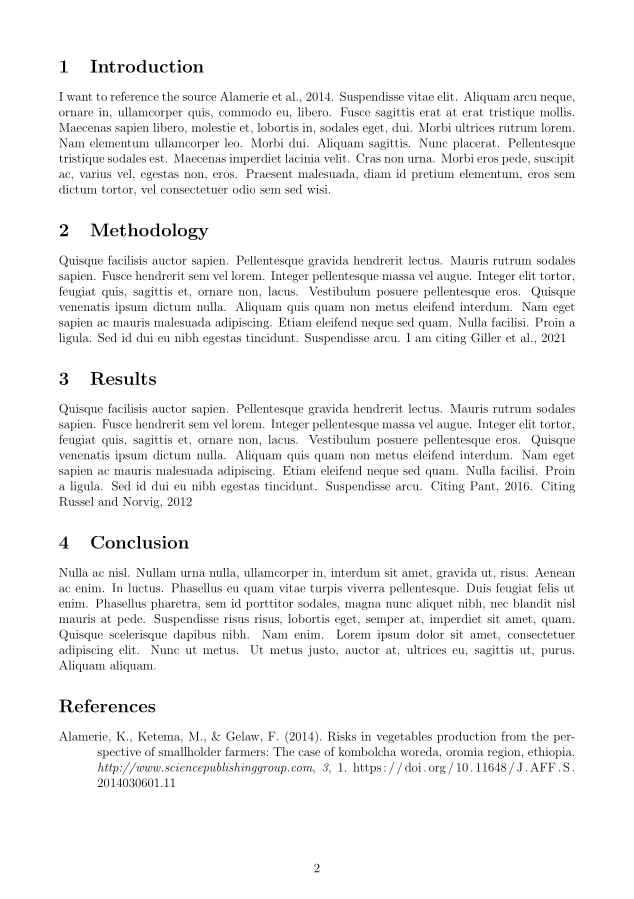 1 Introduction
I want to reference the source Alamerie et al., 2014. Suspendisse vitae elit. Aliquam arcu neque,
ornare in, ullamcorper quis, commodo eu, libero. Fusce sagittis erat at erat tristique mollis.
Maecenas sapien libero, molestie et, lobortis in, sodales eget, dui. Morbi ultrices rutrum lorem.
Nam elementum ullamcorper leo. Morbi dui. Aliquam sagittis. Nunc placerat. Pellentesque
tristique sodales est. Maecenas imperdiet lacinia velit. Cras non urna. Morbi eros pede, suscipit
ac, varius vel, egestas non, eros. Praesent malesuada, diam id pretium elementum, eros sem
dictum tortor, vel consectetuer odio sem sed wisi.
2 Methodology
Quisque facilisis auctor sapien. Pellentesque gravida hendrerit lectus. Mauris rutrum sodales
sapien. Fusce hendrerit sem vel lorem. Integer pellentesque massa vel augue. Integer elit tortor,
feugiat quis, sagittis et, ornare non, lacus. Vestibulum posuere pellentesque eros. Quisque
venenatis ipsum dictum nulla. Aliquam quis quam non metus eleifend interdum. Nam eget
sapien ac mauris malesuada adipiscing. Etiam eleifend neque sed quam. Nulla facilisi. Proin a
ligula. Sed id dui eu nibh egestas tincidunt. Suspendisse arcu. I am citing Giller et al., 2021
3 Results
Quisque facilisis auctor sapien. Pellentesque gravida hendrerit lectus. Mauris rutrum sodales
sapien. Fusce hendrerit sem vel lorem. Integer pellentesque massa vel augue. Integer elit tortor,
feugiat quis, sagittis et, ornare non, lacus. Vestibulum posuere pellentesque eros. Quisque
venenatis ipsum dictum nulla. Aliquam quis quam non metus eleifend interdum. Nam eget
sapien ac mauris malesuada adipiscing. Etiam eleifend neque sed quam. Nulla facilisi. Proin
a ligula. Sed id dui eu nibh egestas tincidunt. Suspendisse arcu. Citing Pant, 2016. Citing
Russel and Norvig, 2012
4 Conclusion
Nulla ac nisl. Nullam urna nulla, ullamcorper in, interdum sit amet, gravida ut, risus. Aenean
ac enim. In luctus. Phasellus eu quam vitae turpis viverra pellentesque. Duis feugiat felis ut
enim. Phasellus pharetra, sem id porttitor sodales, magna nunc aliquet nibh, nec blandit nisl
mauris at pede. Suspendisse risus risus, lobortis eget, semper at, imperdiet sit amet, quam.
Quisque scelerisque dapibus nibh. Nam enim. Lorem ipsum dolor sit amet, consectetuer
adipiscing elit. Nunc ut metus. Ut metus justo, auctor at, ultrices eu, sagittis ut, purus.
Aliquam aliquam.
References
Alamerie, K., Ketema, M., & Gelaw, F. (2014). Risks in vegetables production from the per-
spective of smallholder farmers: The case of kombolcha woreda, oromia region, ethiopia.
http://www.sciencepublishinggroup.com, 3, 1. https://doi.org/10.11648/J.AFF.S.
2014030601.11
2